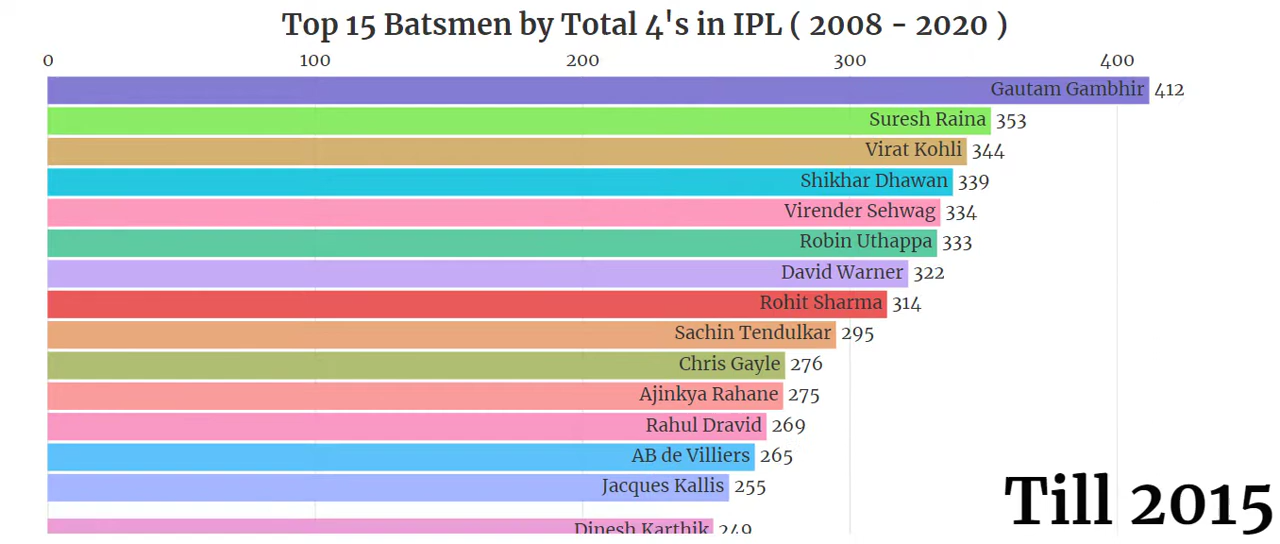 Top 15 Batsmen by Total 4's in IPL ( 2008 - 2020 )
0 100 200 300 400
Gautam Gambhir 412
Suresh Raina 353
Virat Kohli 344
Shikhar Dhawan 339
Virender Sehwag 334
Robin Uthappa 333
David Warner 322
Rohit Sharma 314
Sachin Tendulkar 295
Chris Gayle 276
Ajinkya Rahane 275
Rahul Dravid 269
AB de Villiers 265
Jacques Kallis 255
Dinesh Karthik 249
Till 2015